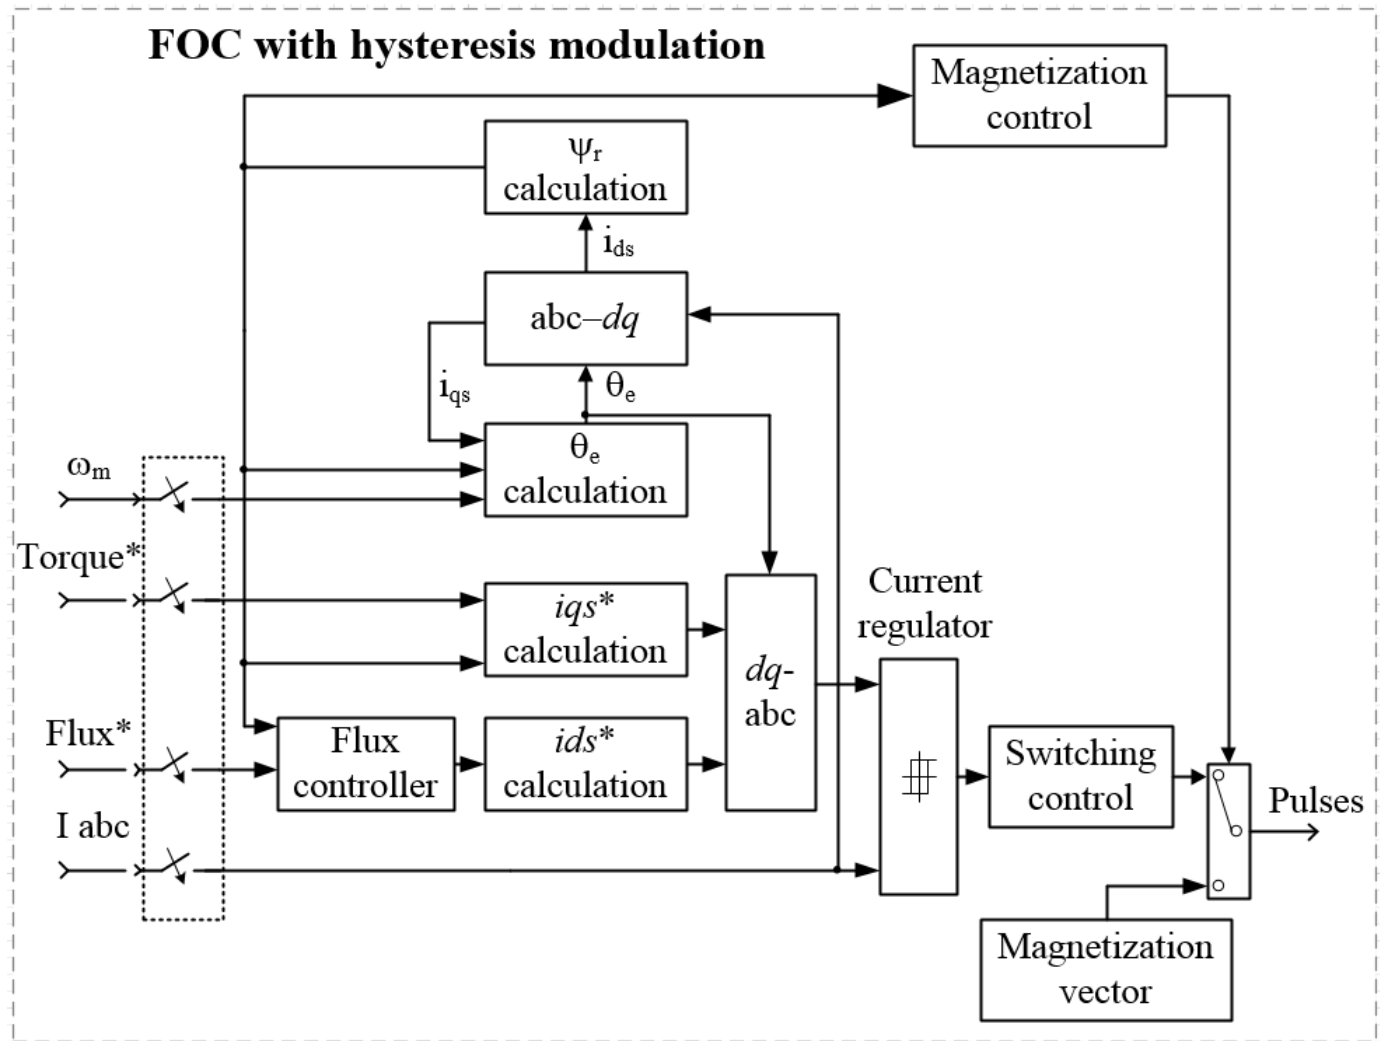 FOC with hysteresis modulation
Magnetization
control
ψr
calculation
ids
abc–dq
iqs
θe
θe
calculation
ωm
Torque*
iqs*
calculation
Current
regulator
dq-
abc
Flux*
Flux
controller
ids*
calculation
Switching
control
Pulses
I abc
Magnetization
vector